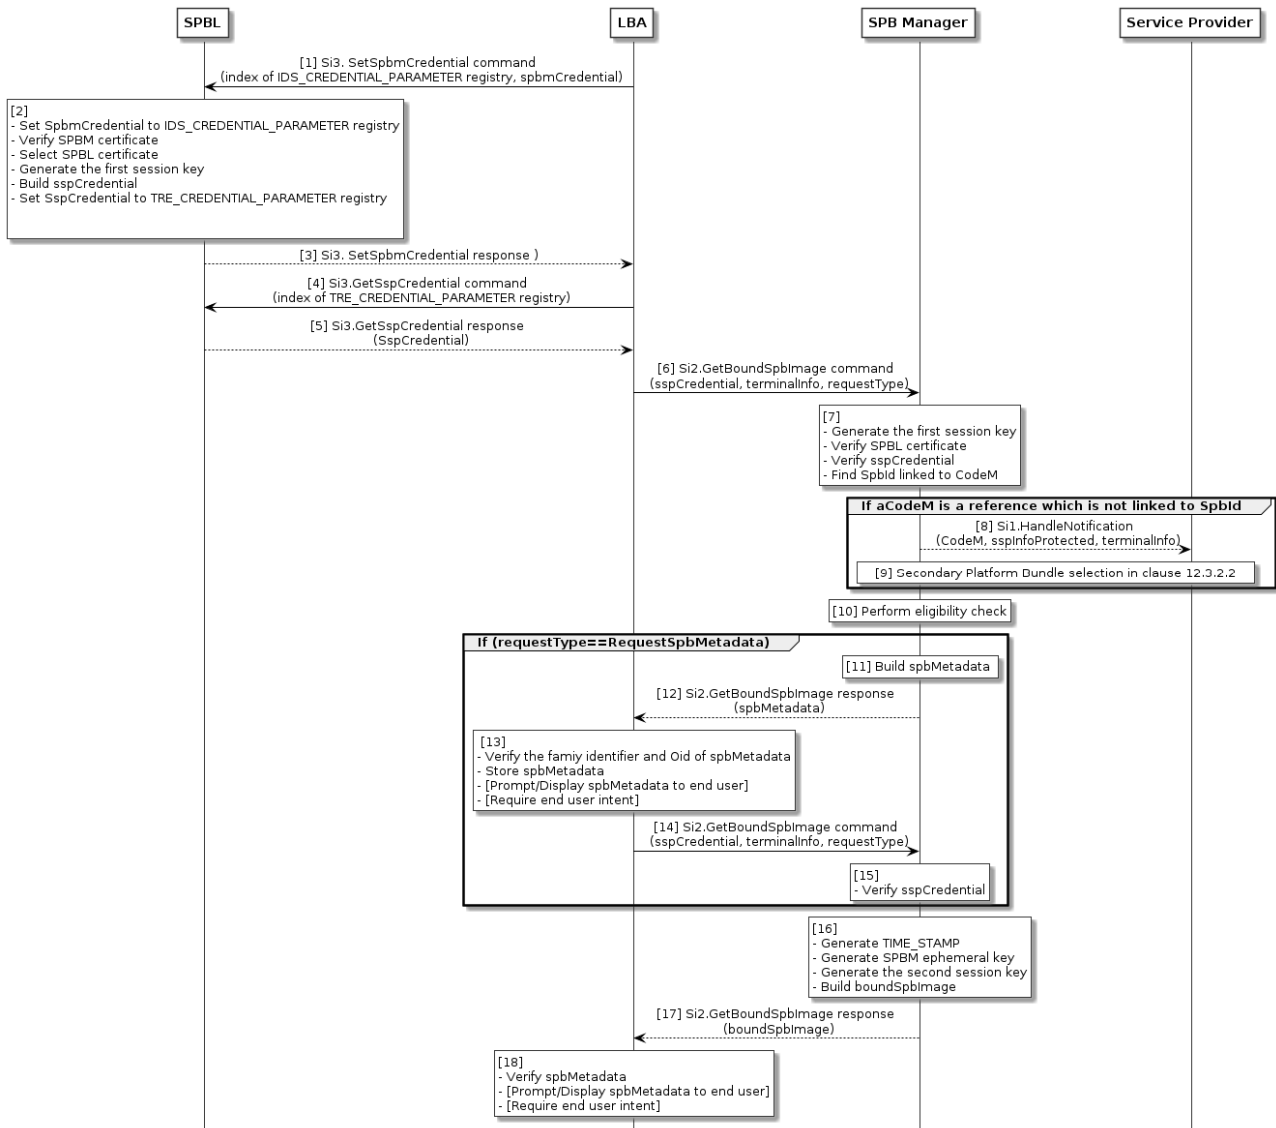 SPBL
LBA
SPB Manager
Service Provider
[1] Si3. SetSpbmCredential command
(index of IDS_CREDENTIAL_PARAMETER registry, spbmCredential)
[2]
- Set SpbmCredential to IDS_CREDENTIAL_PARAMETER registry
- Verify SPBM certificate
- Select SPBL certificate
- Generate the first session key
- Build sspCredential
- Set SspCredential to TRE_CREDENTIAL_PARAMETER registry
[3] Si3. SetSpbmCredential response )
[4] Si3.GetSspCredential command
(index of TRE_CREDENTIAL_PARAMETER registry)
[5] Si3.GetSspCredential response
(SspCredential)
[6] Si2.GetBoundSpbImage command
(sspCredential, terminalInfo, requestType)
[7]
- Generate the first session key
- Verify SPBL certificate
- Verify sspCredential
- Find SpbId linked to CodeM
If aCodeM is a reference which is not linked to SpbId
[8] Si1.HandleNotification
(CodeM, sspInfoProtected, terminalInfo)
[9] Secondary Platform Bundle selection in clause 12.3.2.2
[10] Perform eligibility check
If (requestType==RequestSpbMetadata)
[11] Build spbMetadata
[12] Si2.GetBoundSpbImage response
(spbMetadata)
[13]
- Verify the famiy identifier and Oid of spbMetadata
- Store spbMetadata
- [Prompt/Display spbMetadata to end user]
- [Require end user intent]
[14] Si2.GetBoundSpbImage command
(sspCredential, terminalInfo, requestType)
[15]
- Verify sspCredential
[16]
- Generate TIME_STAMP
- Generate SPBM ephemeral key
- Generate the second session key
- Build boundSpbImage
[17] Si2.GetBoundSpbImage response
(boundSpbImage)
[18]
- Verify spbMetadata
- [Prompt/Display spbMetadata to end user]
- [Require end user intent]